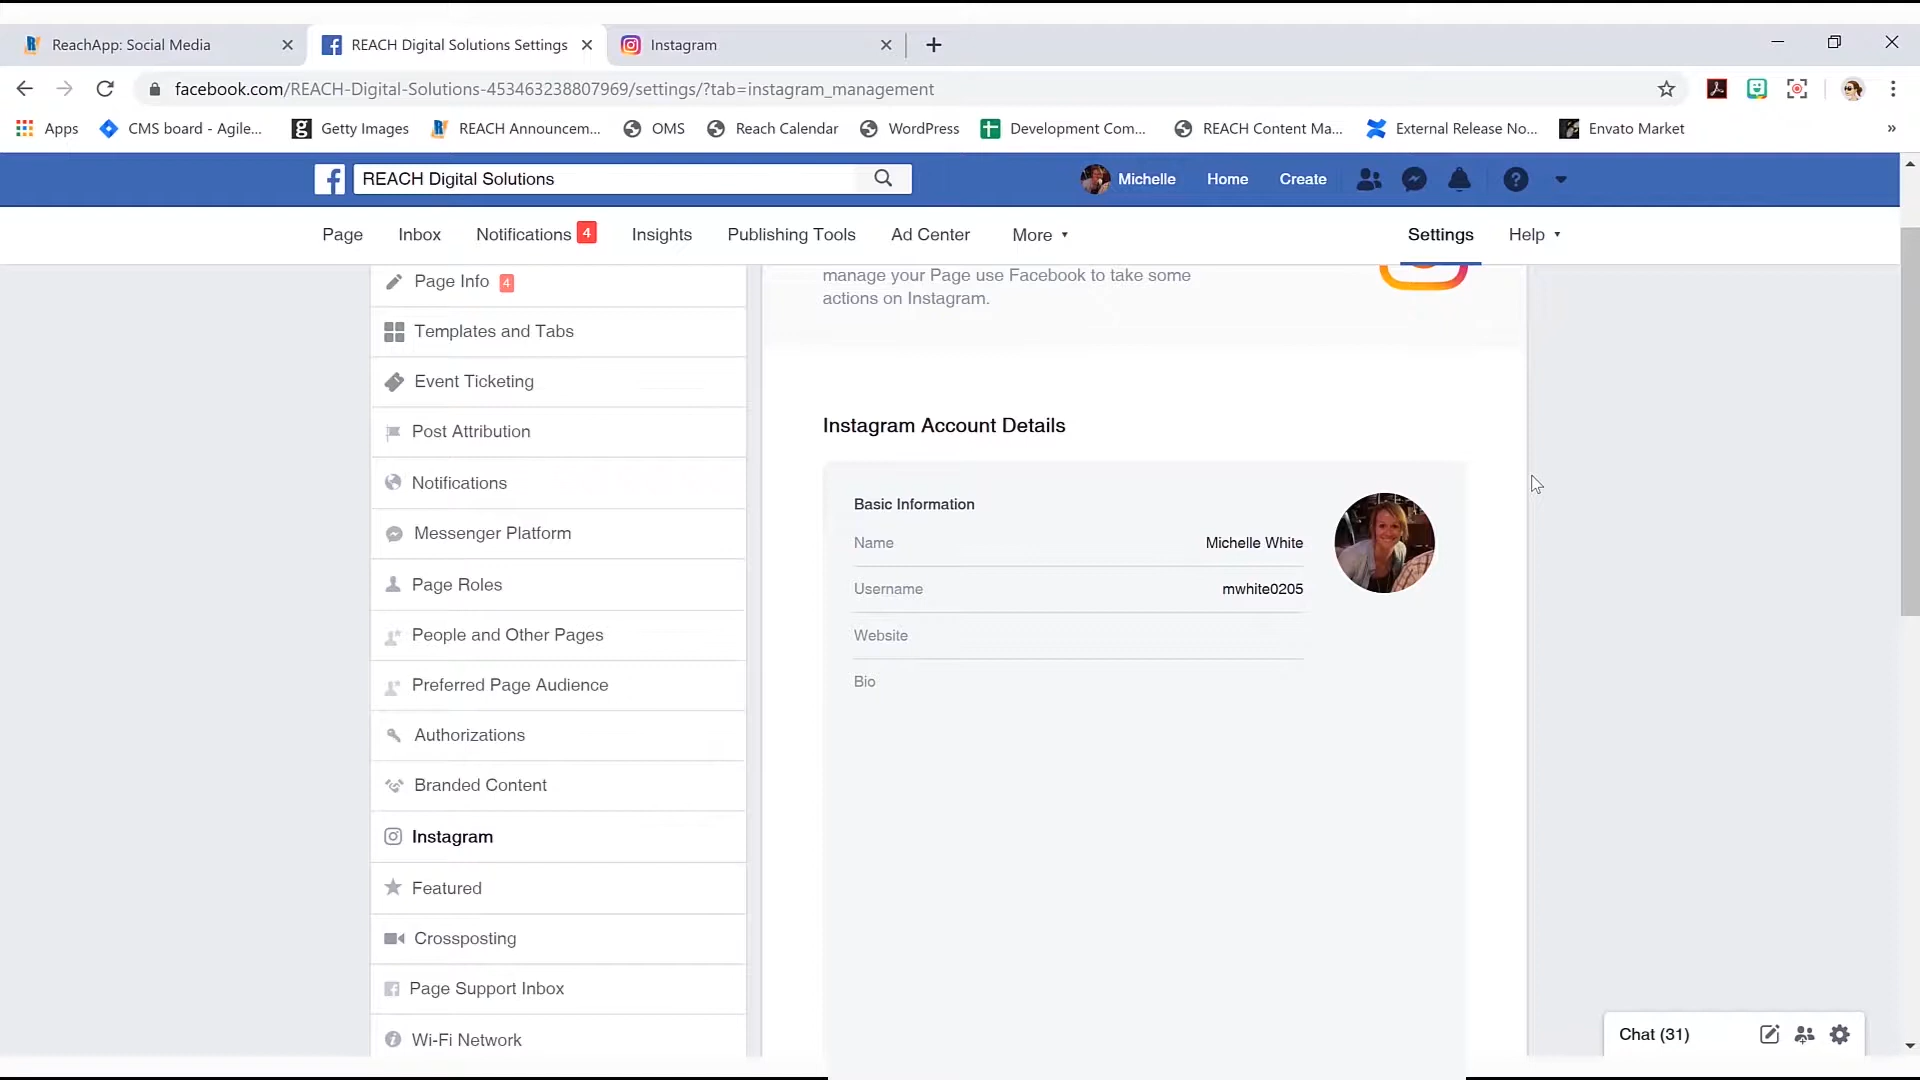 ReachApp: Social Media
REACH Digital Solutions Settings
Instagram
facebook.com/REACH-Digital-Solutions-453463238807969/settings/?tab=instagram_management
Apps
CMS board - Agile...
Getty Images
REACH Announcem...
OMS
Reach Calendar
WordPress
Development Com...
REACH Content Ma...
External Release No...
Envato Market
»
REACH Digital Solutions
Michelle
Home
Create
Page
Inbox
Notifications 4
Insights
Publishing Tools
Ad Center
More
Settings
Help
Page Info 4
Templates and Tabs
Event Ticketing
Post Attribution
Notifications
Messenger Platform
Page Roles
People and Other Pages
Preferred Page Audience
Authorizations
Branded Content
Instagram
Featured
Crossposting
Page Support Inbox
Wi-Fi Network
manage your Page use Facebook to take some
actions on Instagram.
Instagram Account Details
Basic Information
Name Michelle White
Username mwhite0205
Website
Bio
Chat (31)